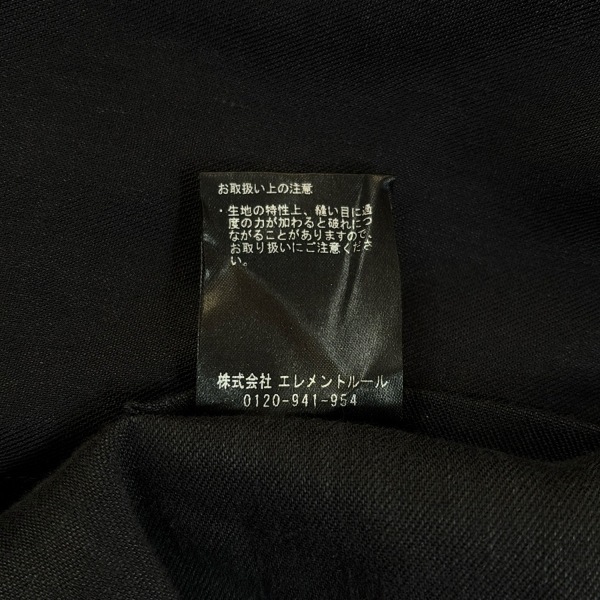 お取扱い上の注意
・生地の特性上、縫い目に過
度の力が加わると破れにつ
ながることがありますので、
お取り扱いにご注意くださ
い。
株式会社 エレメントルール
0120-941-954